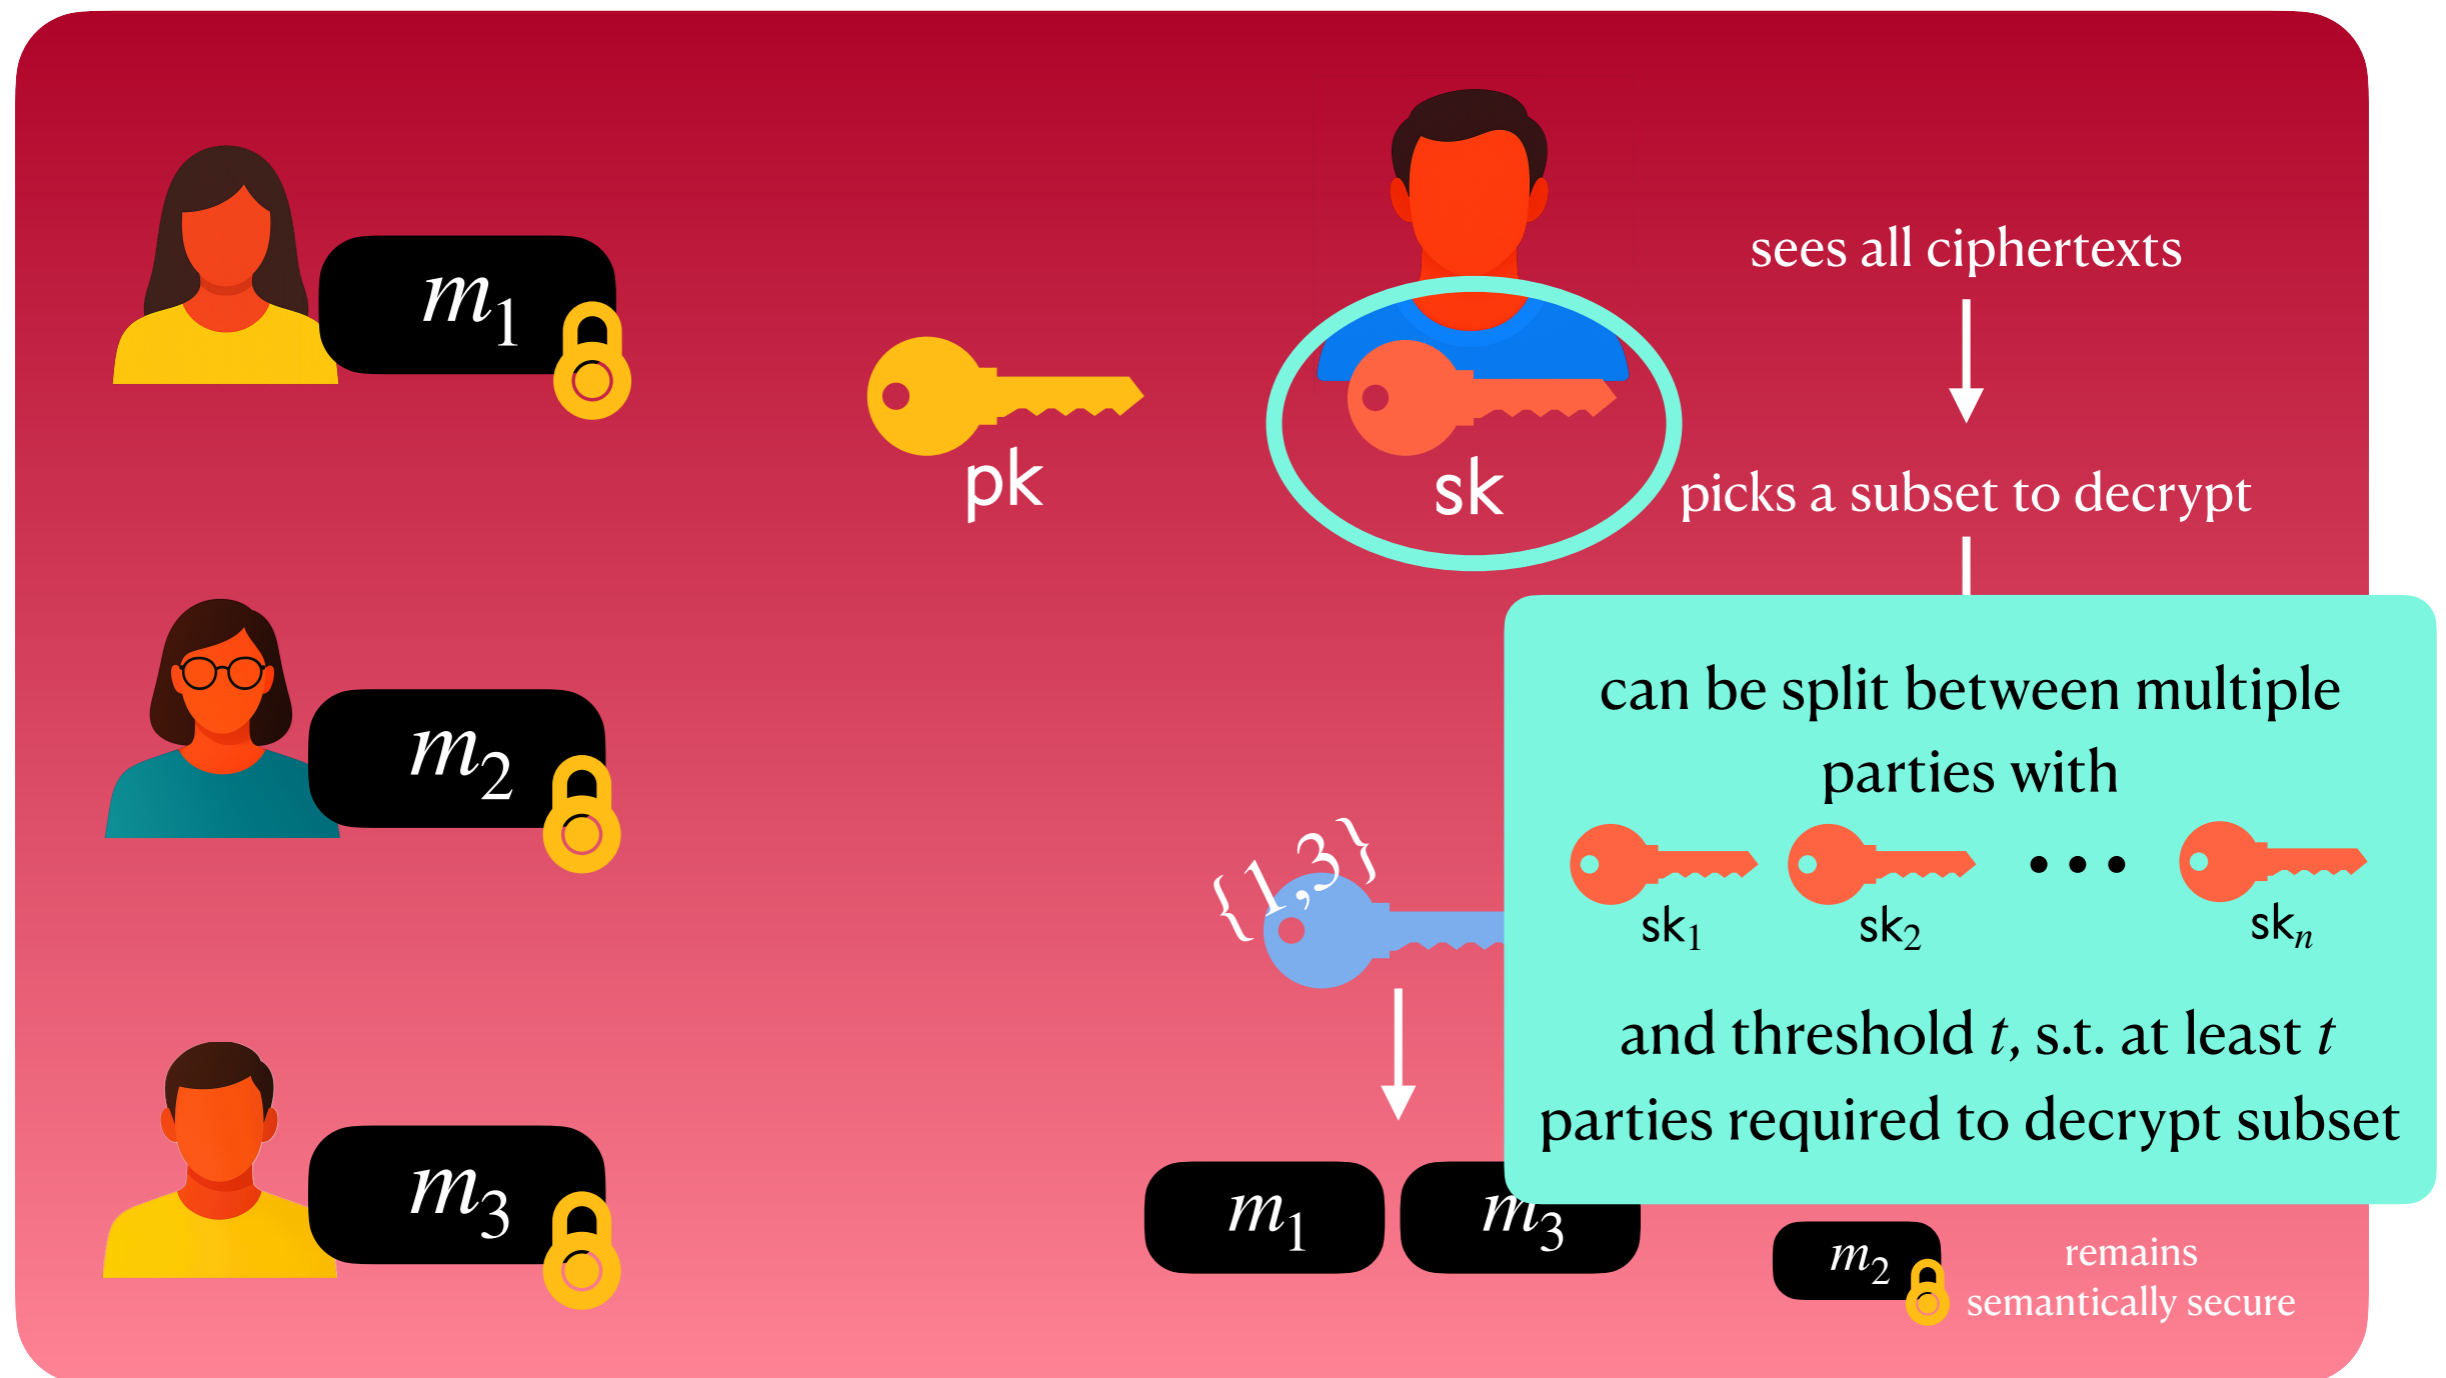 m₁
sees all ciphertexts
pk
sk
picks a subset to decrypt
m₂
can be split between multiple
parties with
{1,3}
sk₁ sk₂ • • • skₙ
and threshold t, s.t. at least t
parties required to decrypt subset
m₃
m₁
m₃
m₂
remains
semantically secure